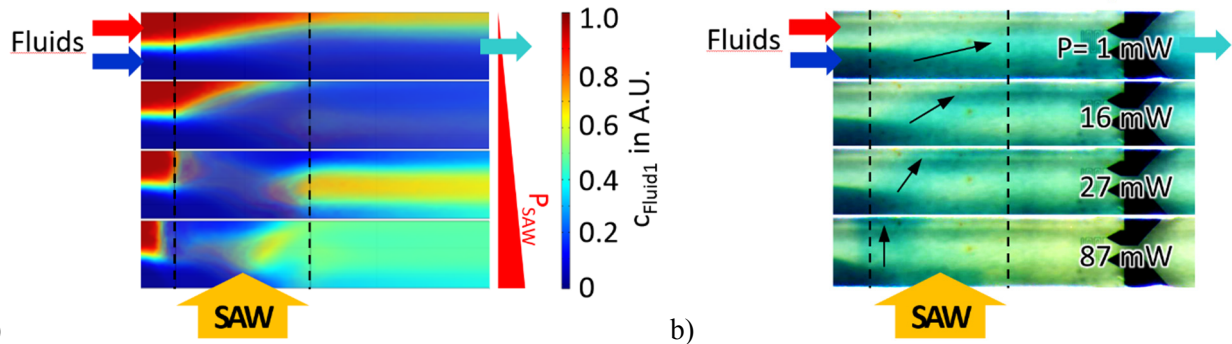 Fluids
1.0
0.8
0.6
0.4
0.2
0
c_Fluid1 in A.U.
P_SAW
SAW
)
b)
Fluids
P= 1 mW
16 mW
27 mW
87 mW
SAW